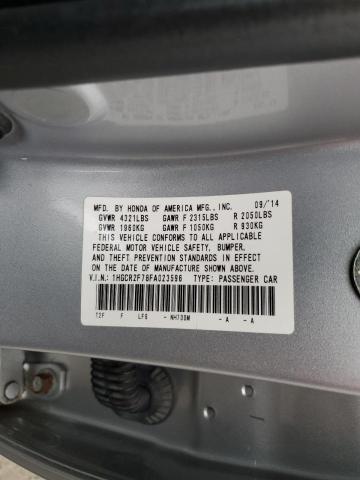 MFD. BY HONDA OF AMERICA MFG., INC. 09/14
GVWR 4321LBS GAWR F 2315LBS R 2050LBS
GVWR 1960KG GAWR F 1050KG R 930KG
THIS VEHICLE CONFORMS TO ALL APPLICABLE
FEDERAL MOTOR VEHICLE SAFETY, BUMPER,
AND THEFT PREVENTION STANDARDS IN EFFECT
ON THE DATE OF MANUFACTURE SHOWN ABOVE.
V.I.N.: 1HGCR2F76FA023596 TYPE: PASSENGER CAR
T2F F LF6 - NH700M - A - A